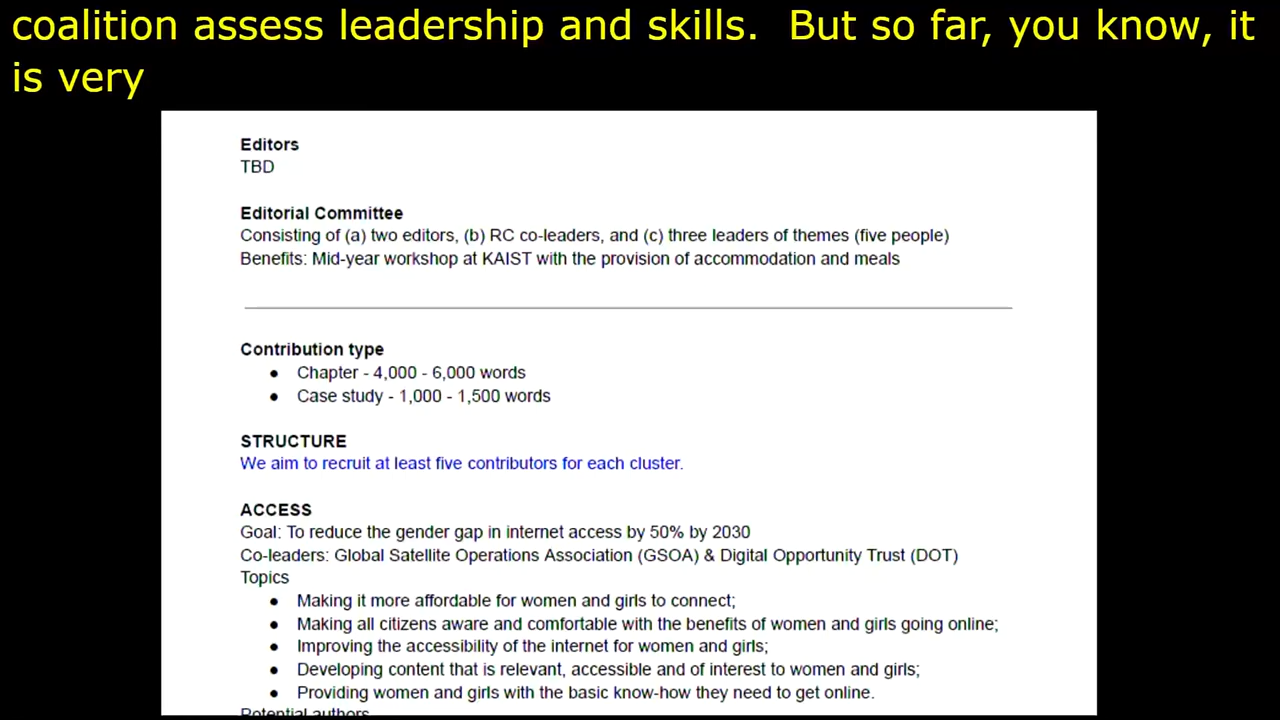 coalition assess leadership and skills.  But so far, you know, it
is very
Editors
TBD
Editorial Committee
Consisting of (a) two editors, (b) RC co-leaders, and (c) three leaders of themes (five people)
Benefits: Mid-year workshop at KAIST with the provision of accommodation and meals
Contribution type
● Chapter - 4,000 - 6,000 words
● Case study - 1,000 - 1,500 words
STRUCTURE
We aim to recruit at least five contributors for each cluster.
ACCESS
Goal: To reduce the gender gap in internet access by 50% by 2030
Co-leaders: Global Satellite Operations Association (GSOA) & Digital Opportunity Trust (DOT)
Topics
● Making it more affordable for women and girls to connect;
● Making all citizens aware and comfortable with the benefits of women and girls going online;
● Improving the accessibility of the internet for women and girls;
● Developing content that is relevant, accessible and of interest to women and girls;
● Providing women and girls with the basic know-how they need to get online.
Potential authors